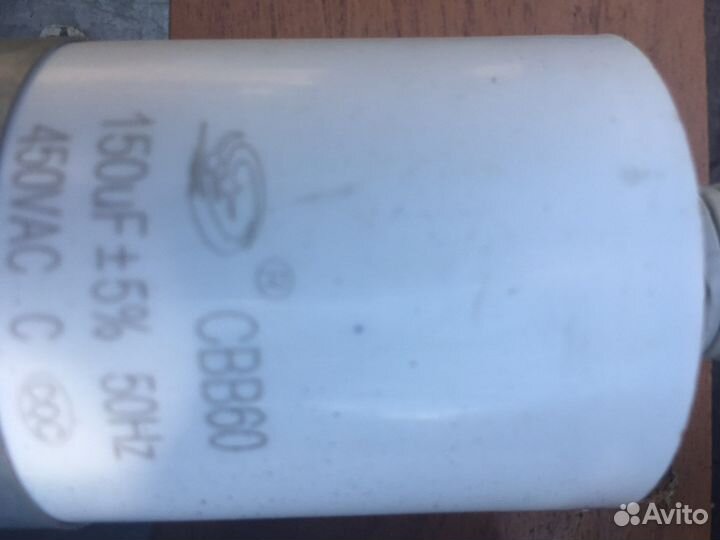 ® CBB60
150uF ±5% 50Hz
450VAC C
Avito